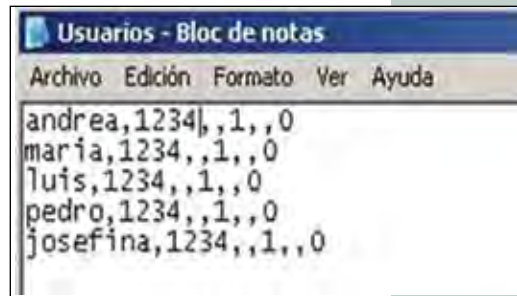 Usuarios - Bloc de notas
Archivo Edición Formato Ver Ayuda
andrea,1234,,1,,0
maria,1234,,1,,0
luis,1234,,1,,0
pedro,1234,,1,,0
josefina,1234,,1,,0